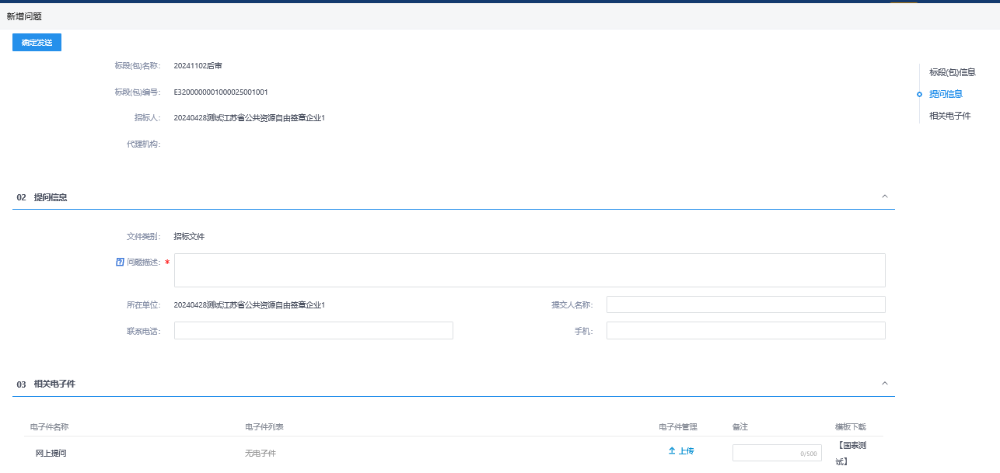 新增问题
确定发送
标段(包)名称： 20241102后审
标段(包)编号： E3200000001000025001001
招标人： 20240428测试江苏省公共资源自由签章企业1
代理机构：
标段(包)信息
提问信息
相关电子件
02 提问信息
文件类别： 招标文件
问题描述： *
所在单位： 20240428测试江苏省公共资源自由签章企业1 提交人名称：
联系电话： 手机：
03 相关电子件
电子件名称 电子件列表 电子件管理 备注 模板下载
网上提问 无电子件 上传 0/500 【国泰测
试】